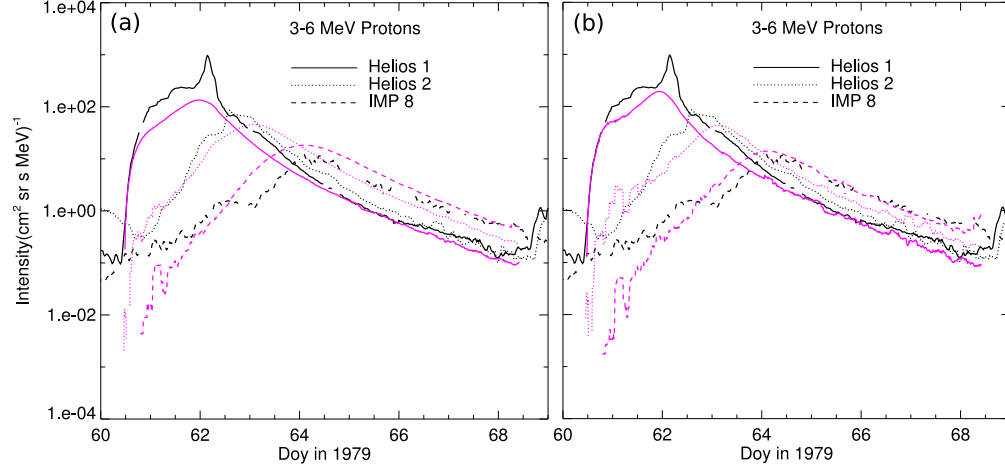 (a)
3-6 MeV Protons
Helios 1
Helios 2
IMP 8
(b)
3-6 MeV Protons
Helios 1
Helios 2
IMP 8
Intensity(cm² sr s MeV)⁻¹
1.e+04
1.e+02
1.e+00
1.e-02
1.e-04
60 62 64 66 68
Doy in 1979
60 62 64 66 68
Doy in 1979